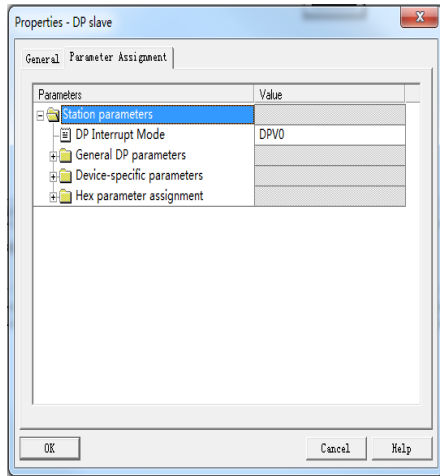 Properties - DP slave
General Parameter Assignment
Parameters Value
Station parameters
DP Interrupt Mode DPV0
General DP parameters
Device-specific parameters
Hex parameter assignment
OK Cancel Help